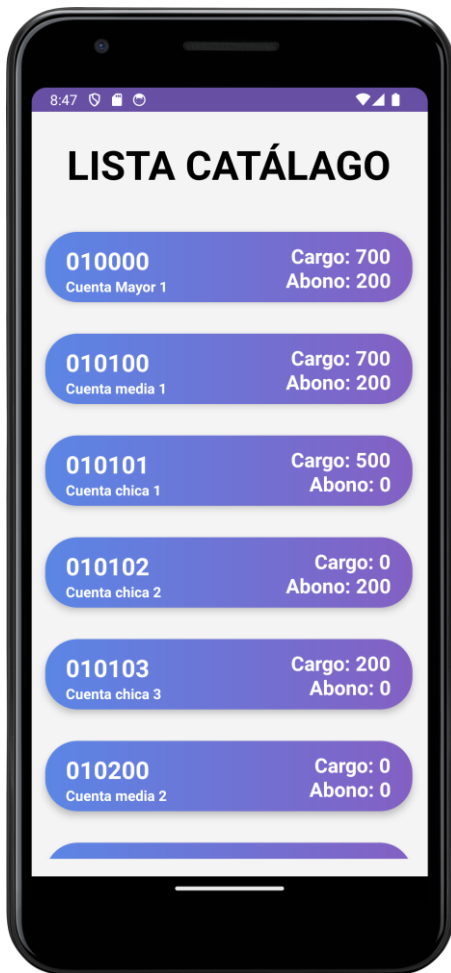 8:47
LISTA CATÁLAGO
010000
Cuenta Mayor 1
Cargo: 700
Abono: 200
010100
Cuenta media 1
Cargo: 700
Abono: 200
010101
Cuenta chica 1
Cargo: 500
Abono: 0
010102
Cuenta chica 2
Cargo: 0
Abono: 200
010103
Cuenta chica 3
Cargo: 200
Abono: 0
010200
Cuenta media 2
Cargo: 0
Abono: 0